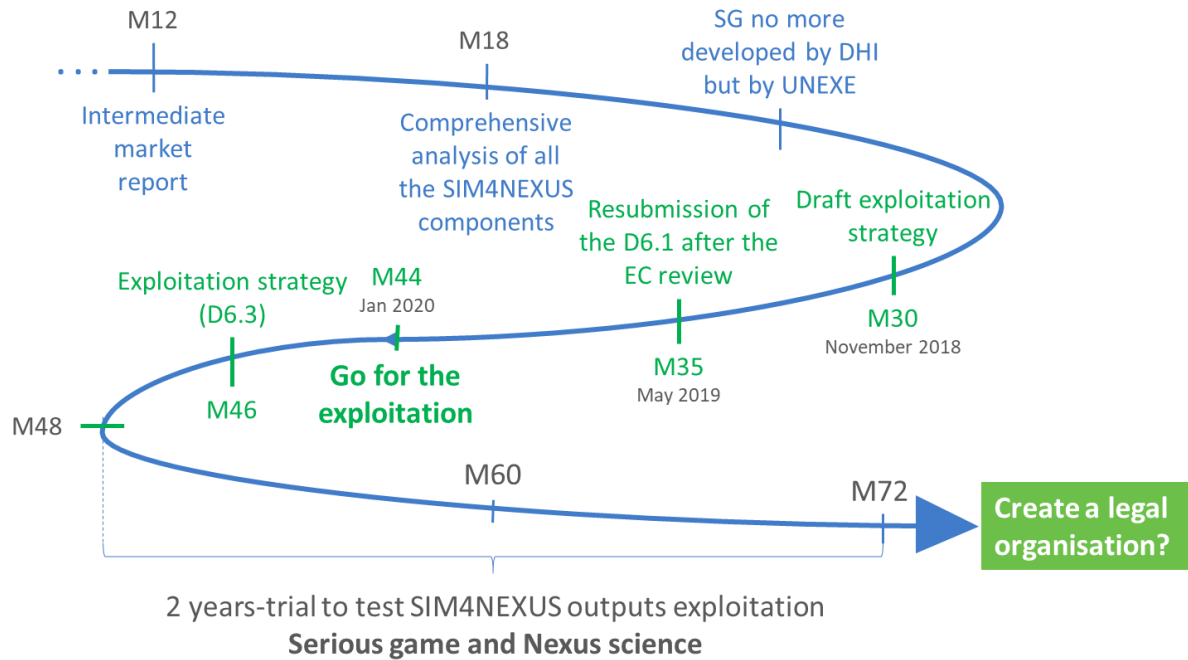 M12
Intermediate
market
report
M18
Comprehensive
analysis of all
the SIM4NEXUS
components
SG no more
developed by DHI
but by UNEXE
Draft exploitation
strategy
M30
November 2018
Resubmission of
the D6.1 after the
EC review
M35
May 2019
M44
Jan 2020
Go for the
exploitation
Exploitation strategy
(D6.3)
M46
M48
M60
M72
Create a legal
organisation?
2 years-trial to test SIM4NEXUS outputs exploitation
Serious game and Nexus science